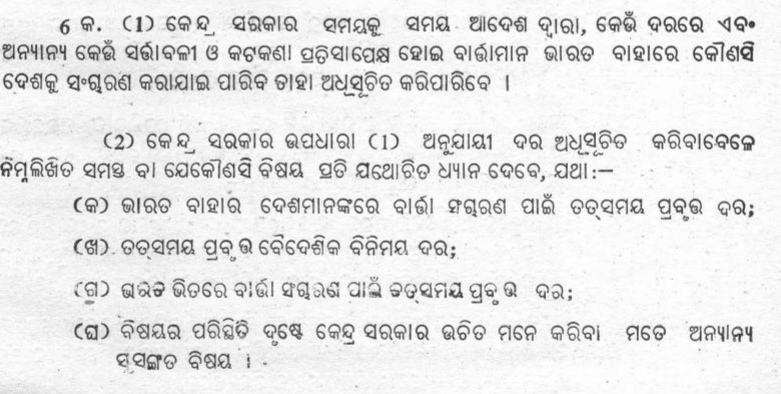 6 କ. (1) କେନ୍ଦ୍ର ସରକାର ସମୟକୁ ସମୟ ଆଦେଶ ଦ୍ୱାରା, କେଉଁ ଦରରେ ଏବଂ
ଅନ୍ୟାନ୍ୟ କେଉଁ ସର୍ତ୍ତାବଳୀ ଓ କଟକଣା ପ୍ରତିସାପେକ୍ଷ ହୋଇ ବାର୍ତ୍ତାମାନ ଭାରତ ବାହାରେ କୌଣସି
ଦେଶକୁ ସଂଚାରଣ କରାଯାଇ ପାରିବ ତାହା ଅଧିସୂଚିତ କରିପାରିବେ ।
(2) କେନ୍ଦ୍ର ସରକାର ଉପଧାରା (1) ଅନୁଯାୟୀ ଦର ଅଧିସୂଚିତ କରିବାବେଳେ
ନିମ୍ନଲିଖିତ ସମସ୍ତ ବା ଯେକୌଣସି ବିଷୟ ପ୍ରତି ଯଥୋଚିତ ଧ୍ୟାନ ଦେବେ, ଯଥା:—
(କ) ଭାରତ ବାହାର ଦେଶମାନଙ୍କରେ ବାର୍ତ୍ତା ସଞ୍ଚାରଣ ପାଇଁ ତତ୍‌ସମୟ ପ୍ରବୃତ୍ତ ଦର;
(ଖ) ତତ୍‌ସମୟ ପ୍ରବୃତ୍ତ ବୈଦେଶିକ ବିନିମୟ ଦର;
(ଗ) ଭାରତ ଭିତରେ ବାର୍ତ୍ତା ସଞ୍ଚାରଣ ପାଇଁ ତତ୍‌ସମୟ ପ୍ରବୃତ୍ତ ଦର;
(ଘ) ବିଷୟର ପରିସ୍ଥିତି ଦୃଷ୍ଟେ କେନ୍ଦ୍ର ସରକାର ଉଚିତ ମନେ କରିବା ମତେ ଅନ୍ୟାନ୍ୟ
ସୁସଙ୍ଗତ ବିଷୟ ।